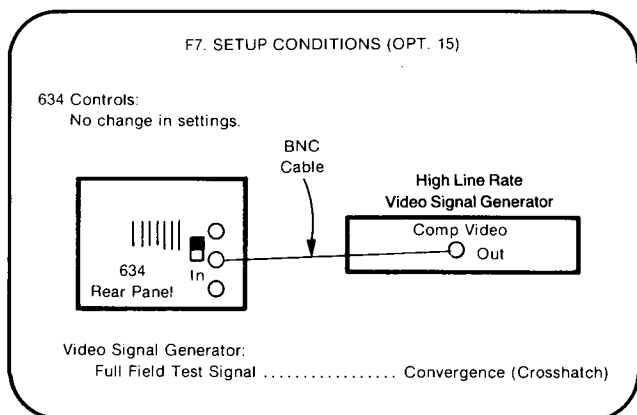 F7. SETUP CONDITIONS (OPT. 15)
634 Controls:
No change in settings.
BNC
Cable
High Line Rate
Video Signal Generator
Comp Video
Out
In
634
Rear Panel
Video Signal Generator:
Full Field Test Signal ................. Convergence (Crosshatch)